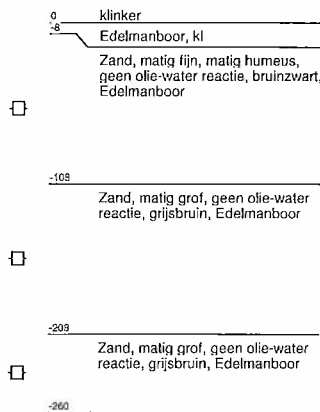 0 klinker
-8
Edelmanboor, kl
Zand, matig fijn, matig humeus,
geen olie-water reactie, bruinzwart,
Edelmanboor
-108
Zand, matig grof, geen olie-water
reactie, grijsbruin, Edelmanboor
-209
Zand, matig grof, geen olie-water
reactie, grijsbruin, Edelmanboor
-260